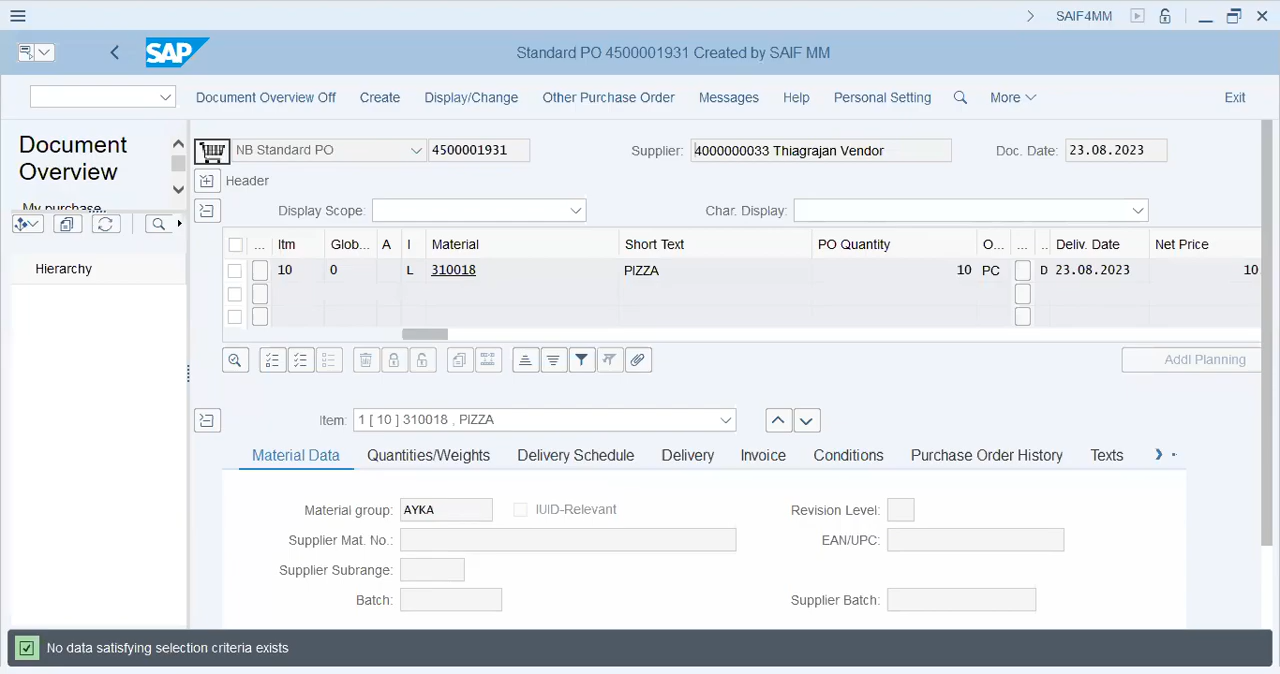 SAIF4MM
SAP
Standard PO 4500001931 Created by SAIF MM
Document Overview Off Create Display/Change Other Purchase Order Messages Help Personal Setting More Exit
Document
Overview
NB Standard PO 4500001931 Supplier: 4000000033 Thiagrajan Vendor Doc. Date: 23.08.2023
Header
My purchase...
Display Scope: Char. Display:
... Itm Glob... A I Material Short Text PO Quantity O... ... .. Deliv. Date Net Price
Hierarchy
10 0 L 310018 PIZZA 10 PC D 23.08.2023 10
Addl Planning
Item: 1 [ 10 ] 310018 , PIZZA
Material Data Quantities/Weights Delivery Schedule Delivery Invoice Conditions Purchase Order History Texts
Material group: AYKA IUID-Relevant Revision Level:
Supplier Mat. No.: EAN/UPC:
Supplier Subrange:
Batch: Supplier Batch:
No data satisfying selection criteria exists